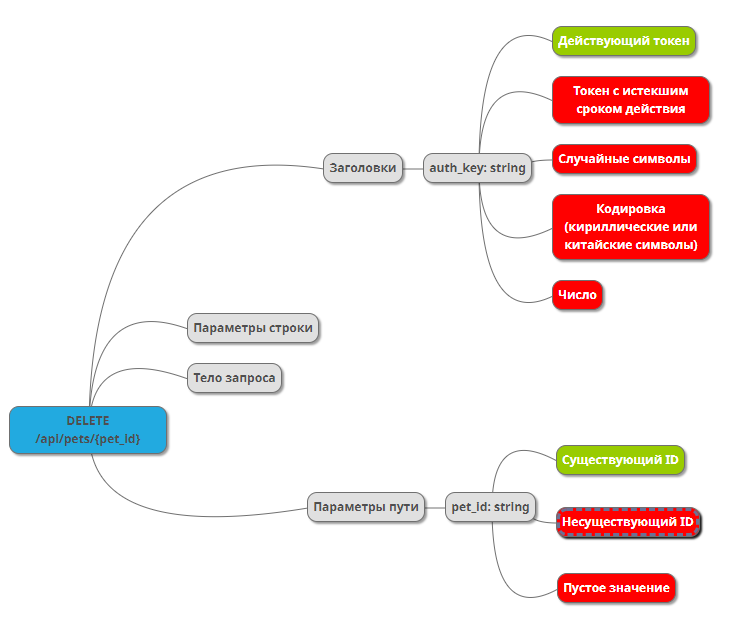 Действующий токен
Токен с истекшим
сроком действия
Случайные символы
Кодировка
(кириллические или
китайские символы)
Число
Заголовки
auth_key: string
Параметры строки
Тело запроса
DELETE
/api/pets/{pet_id}
Параметры пути
pet_id: string
Существующий ID
Несуществующий ID
Пустое значение